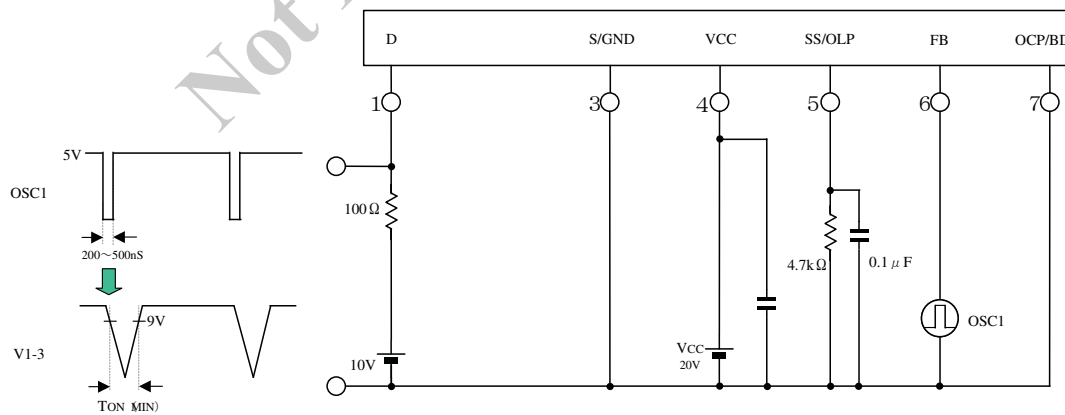 Not
D S/GND VCC SS/OLP FB OCP/BD
1 3 4 5 6 7
5V
OSC1
200～500nS
9V
V1-3
TON (MIN)
100Ω
10V
VCC
20V
4.7kΩ
0.1μF
OSC1